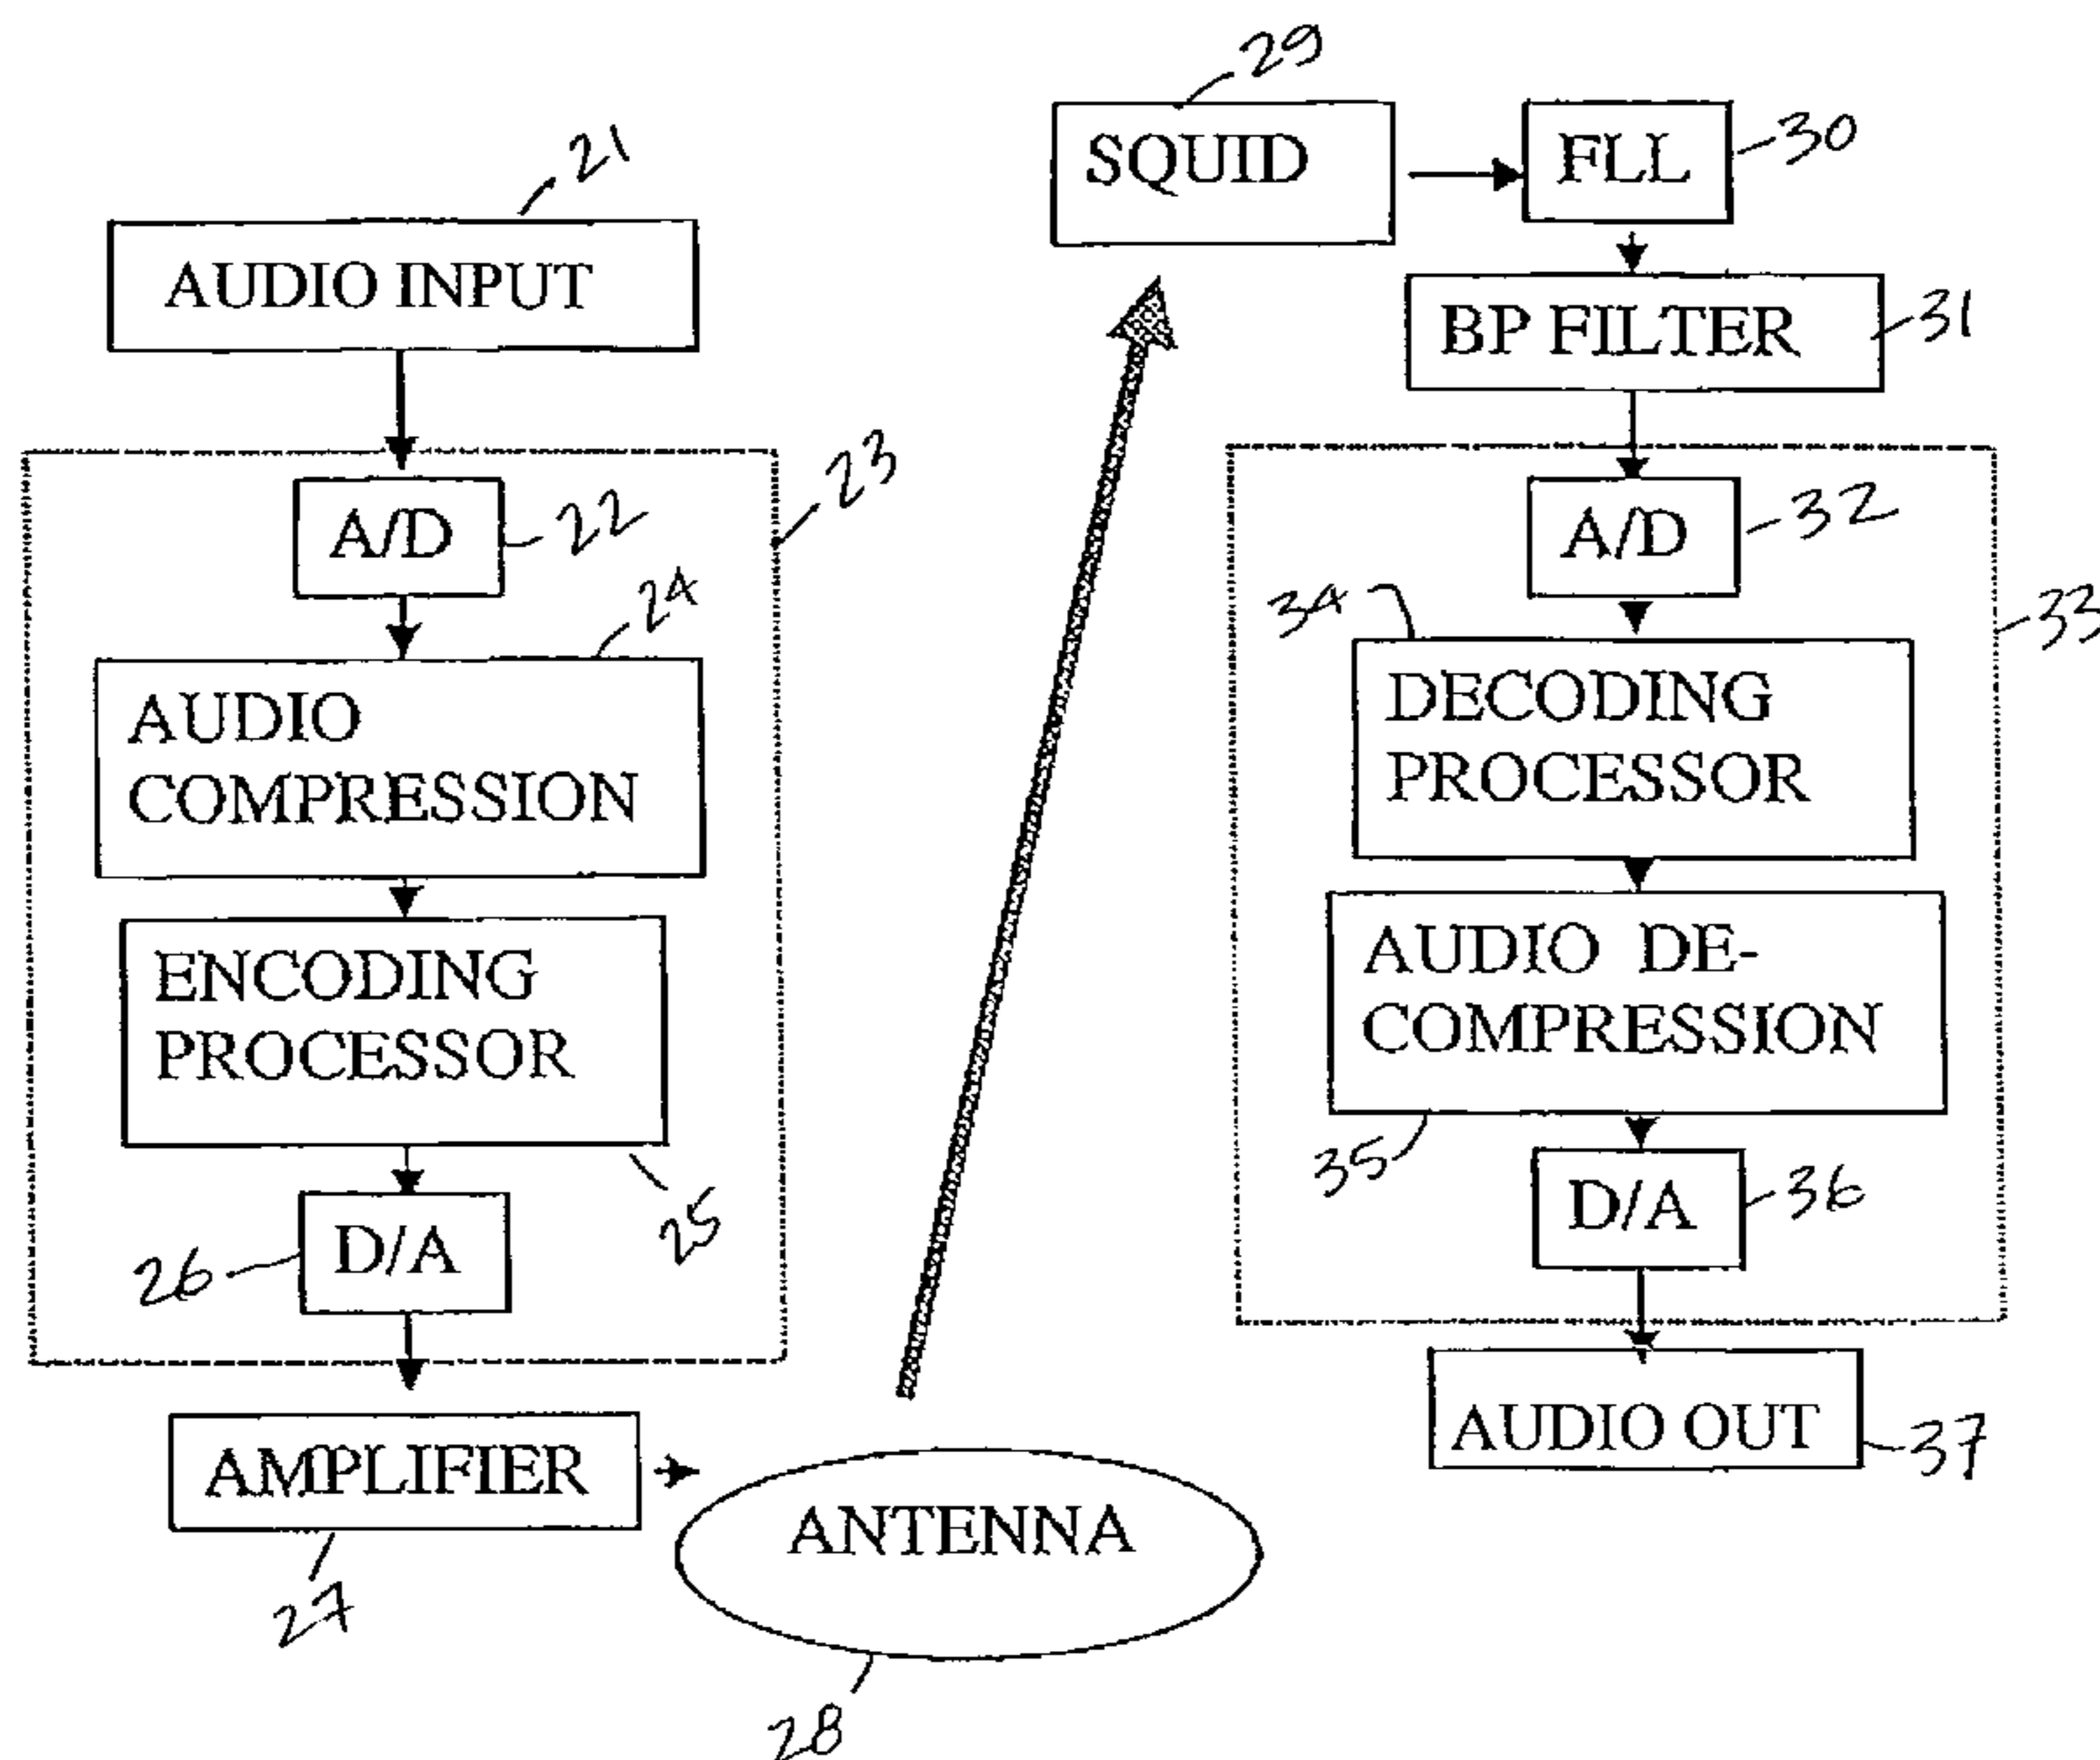 21
AUDIO INPUT
A/D
22
23
24
AUDIO
COMPRESSION
ENCODING
PROCESSOR
25
D/A
26
AMPLIFIER
27
ANTENNA
28
29
SQUID
FLL
30
BP FILTER
31
A/D
32
33
34
DECODING
PROCESSOR
AUDIO DE-
COMPRESSION
35
D/A
36
AUDIO OUT
37